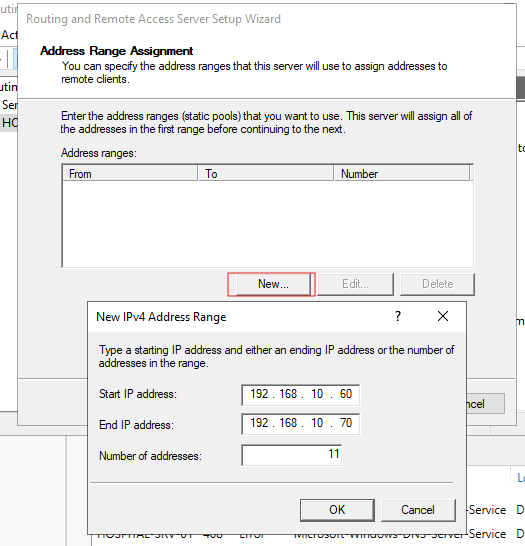 Routing and Remote Access Server Setup Wizard
Address Range Assignment
You can specify the address ranges that this server will use to assign addresses to
remote clients.
Enter the address ranges (static pools) that you want to use. This server will assign all of
the addresses in the first range before continuing to the next.
Address ranges:
From To Number
New... Edit... Delete
New IPv4 Address Range ?
Type a starting IP address and either an ending IP address or the number of
addresses in the range.
Start IP address: 192 . 168 . 10 . 60
End IP address: 192 . 168 . 10 . 70
Number of addresses: 11
ncel
OK Cancel
-Service
HOSPITAL-SRV-01 408 Error Microsoft-Windows-DNS-Server-Service D